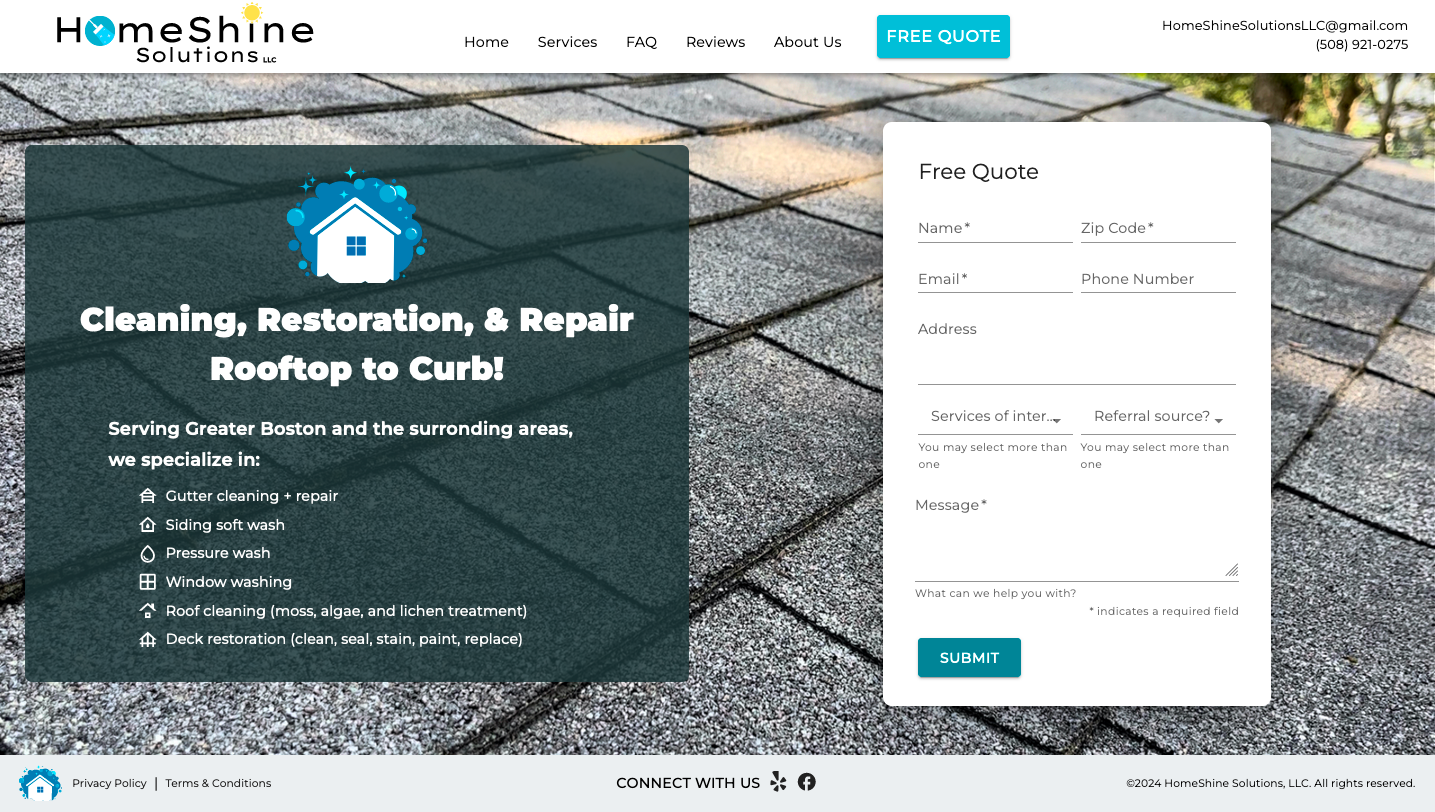 HomeShine
Solutions LLC
Home Services FAQ Reviews About Us
FREE QUOTE
HomeShineSolutionsLLC@gmail.com
(508) 921-0275
Cleaning, Restoration, & Repair
Rooftop to Curb!
Serving Greater Boston and the surronding areas,
we specialize in:
Gutter cleaning + repair
Siding soft wash
Pressure wash
Window washing
Roof cleaning (moss, algae, and lichen treatment)
Deck restoration (clean, seal, stain, paint, replace)
Free Quote
Name* Zip Code*
Email* Phone Number
Address
Services of inter... Referral source?
You may select more than one
You may select more than one
Message*
What can we help you with?
* indicates a required field
SUBMIT
Privacy Policy | Terms & Conditions
CONNECT WITH US
©2024 HomeShine Solutions, LLC. All rights reserved.